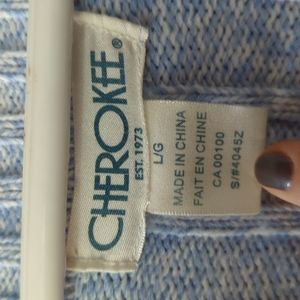 CHEROKEE®
EST. 1973
L/G
MADE IN CHINA
FAIT EN CHINE
CA 00100
S/#4045Z